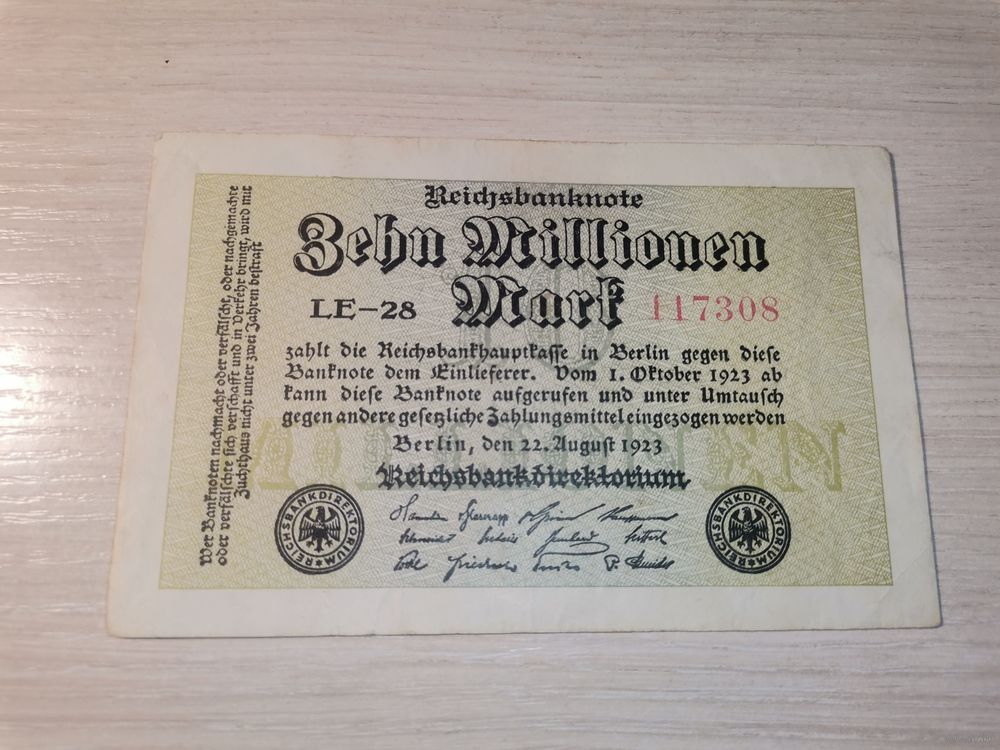 Reichsbanknote
Zehn Millionen
Mark
LE-28
117308
zahlt die Reichsbankhauptkasse in Berlin gegen diese
Banknote dem Einlieferer. Vom 1. Oktober 1923 ab
kann diese Banknote aufgerufen und unter Umtausch
gegen andere gesetzliche Zahlungsmittel eingezogen werden
Berlin, den 22. August 1923
Reichsbankdirektorium
REICHSBANKDIREKTORIUM
REICHSBANKDIREKTORIUM
Wer Banknoten nachmacht oder verfälscht, oder nachgemachte
oder verfälschte sich verschafft und in Verkehr bringt, wird mit
Zuchthaus nicht unter zwei Jahren bestraft